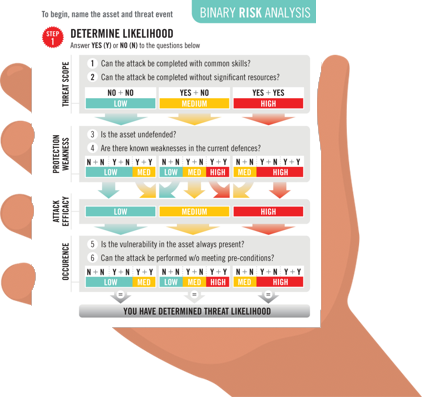 To begin, name the asset and threat event
BINARY RISK ANALYSIS
STEP 1
DETERMINE LIKELIHOOD
Answer YES (Y) or NO (N) to the questions below
THREAT SCOPE
1 Can the attack be completed with common skills?
2 Can the attack be completed without significant resources?
NO + NO YES + NO YES + YES
LOW MEDIUM HIGH
PROTECTION WEAKNESS
3 Is the asset undefended?
4 Are there known weaknesses in the current defences?
N + N Y + N Y + Y N + N Y + N Y + Y N + N Y + N Y + Y
LOW MED LOW MED HIGH MED HIGH
ATTACK EFFICACY
LOW MEDIUM HIGH
OCCURENCE
5 Is the vulnerability in the asset always present?
6 Can the attack be performed w/o meeting pre-conditions?
N + N Y + N Y + Y N + N Y + N Y + Y N + N Y + N Y + Y
LOW MED LOW MED HIGH MED HIGH
= = =
YOU HAVE DETERMINED THREAT LIKELIHOOD